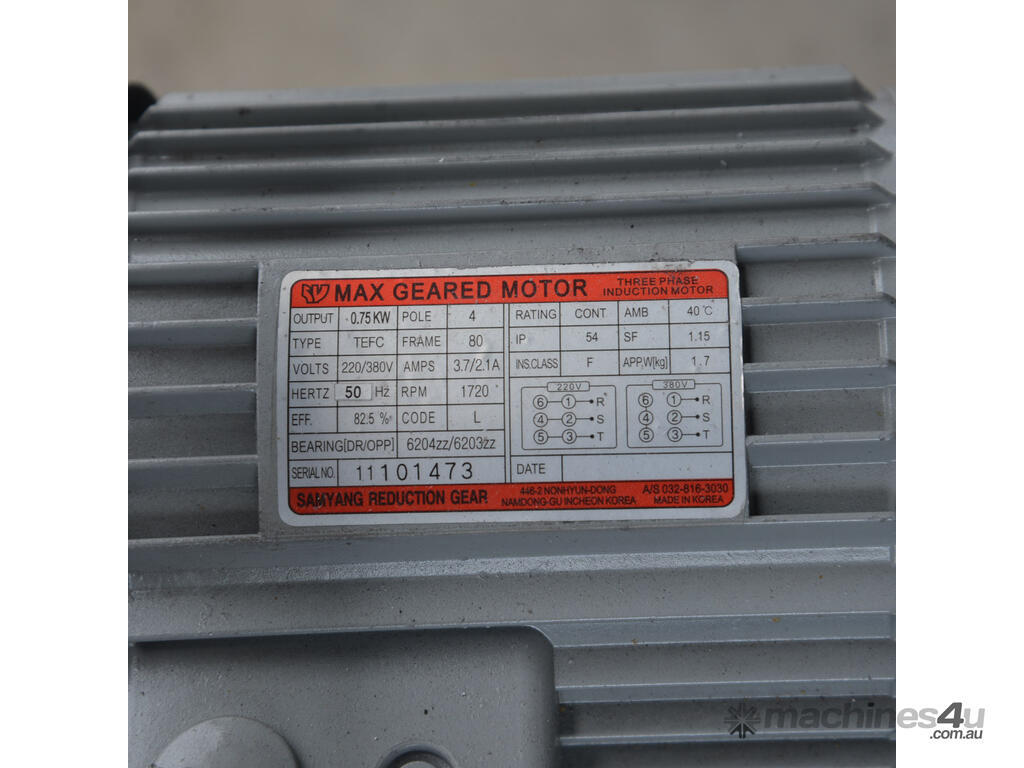 MAX GEARED MOTOR THREE PHASE INDUCTION MOTOR
OUTPUT 0.75KW POLE 4 RATING CONT AMB 40℃
TYPE TEFC FRAME 80 IP 54 SF 1.15
VOLTS 220/380V AMPS 3.7/2.1A INS.CLASS F APP.W[kg] 1.7
HERTZ 50 Hz RPM 1720
EFF. 82.5 % CODE L
BEARING[DR/OPP] 6204zz/6203zz
SERIAL NO. 11101473
220V
6 1 R
4 2 S
5 3 T
380V
6 1 R
4 2 S
5 3 T
DATE
SAMYANG REDUCTION GEAR
446-2 NONHYUN-DONG A/S 032-816-3030
NAMDONG-GU INCHEON KOREA MADE IN KOREA
machines4u
.com.au